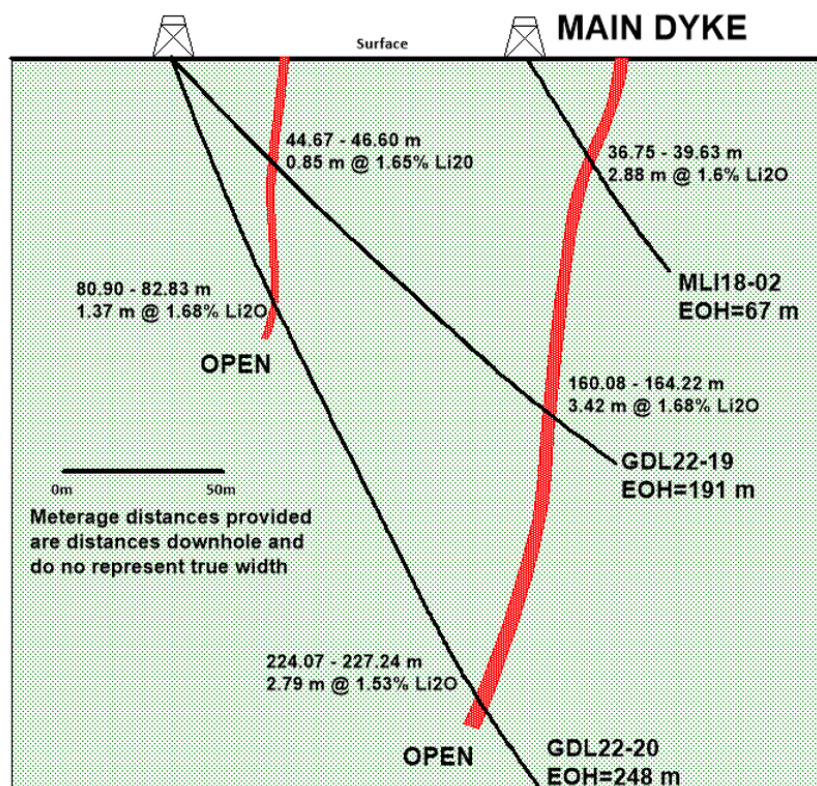 MAIN DYKE
Surface
44.67 - 46.60 m
0.85 m @ 1.65% Li20
36.75 - 39.63 m
2.88 m @ 1.6% Li2O
MLI18-02
EOH=67 m
80.90 - 82.83 m
1.37 m @ 1.68% Li2O
OPEN
160.08 - 164.22 m
3.42 m @ 1.68% Li2O
GDL22-19
EOH=191 m
0m
50m
Meterage distances provided
are distances downhole and
do no represent true width
224.07 - 227.24 m
2.79 m @ 1.53% Li2O
OPEN
GDL22-20
EOH=248 m